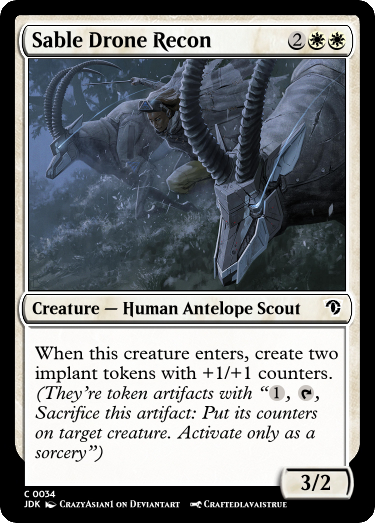 Sable Drone Recon 2
Creature — Human Antelope Scout
When this creature enters, create two
implant tokens with +1/+1 counters.
(They're token artifacts with “1, ,
Sacrifice this artifact: Put its counters
on target creature. Activate only as a
sorcery”)
3/2
C 0034
JDK CrazyAsian1 on Deviantart Craftedlavaistrue